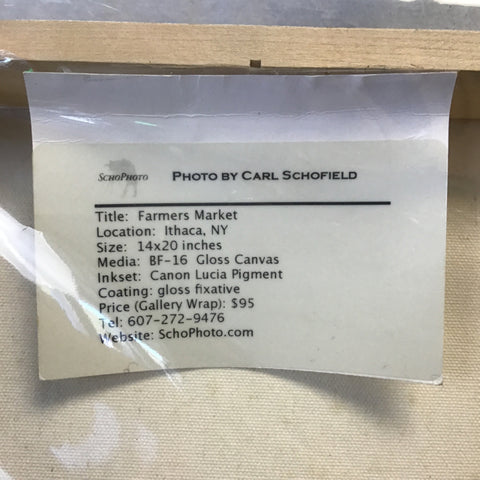 SCHOPHOTO
PHOTO BY CARL SCHOFIELD
Title: Farmers Market
Location: Ithaca, NY
Size: 14x20 inches
Media: BF-16 Gloss Canvas
Inkset: Canon Lucia Pigment
Coating: gloss fixative
Price (Gallery Wrap): $95
Tel: 607-272-9476
Website: SchoPhoto.com